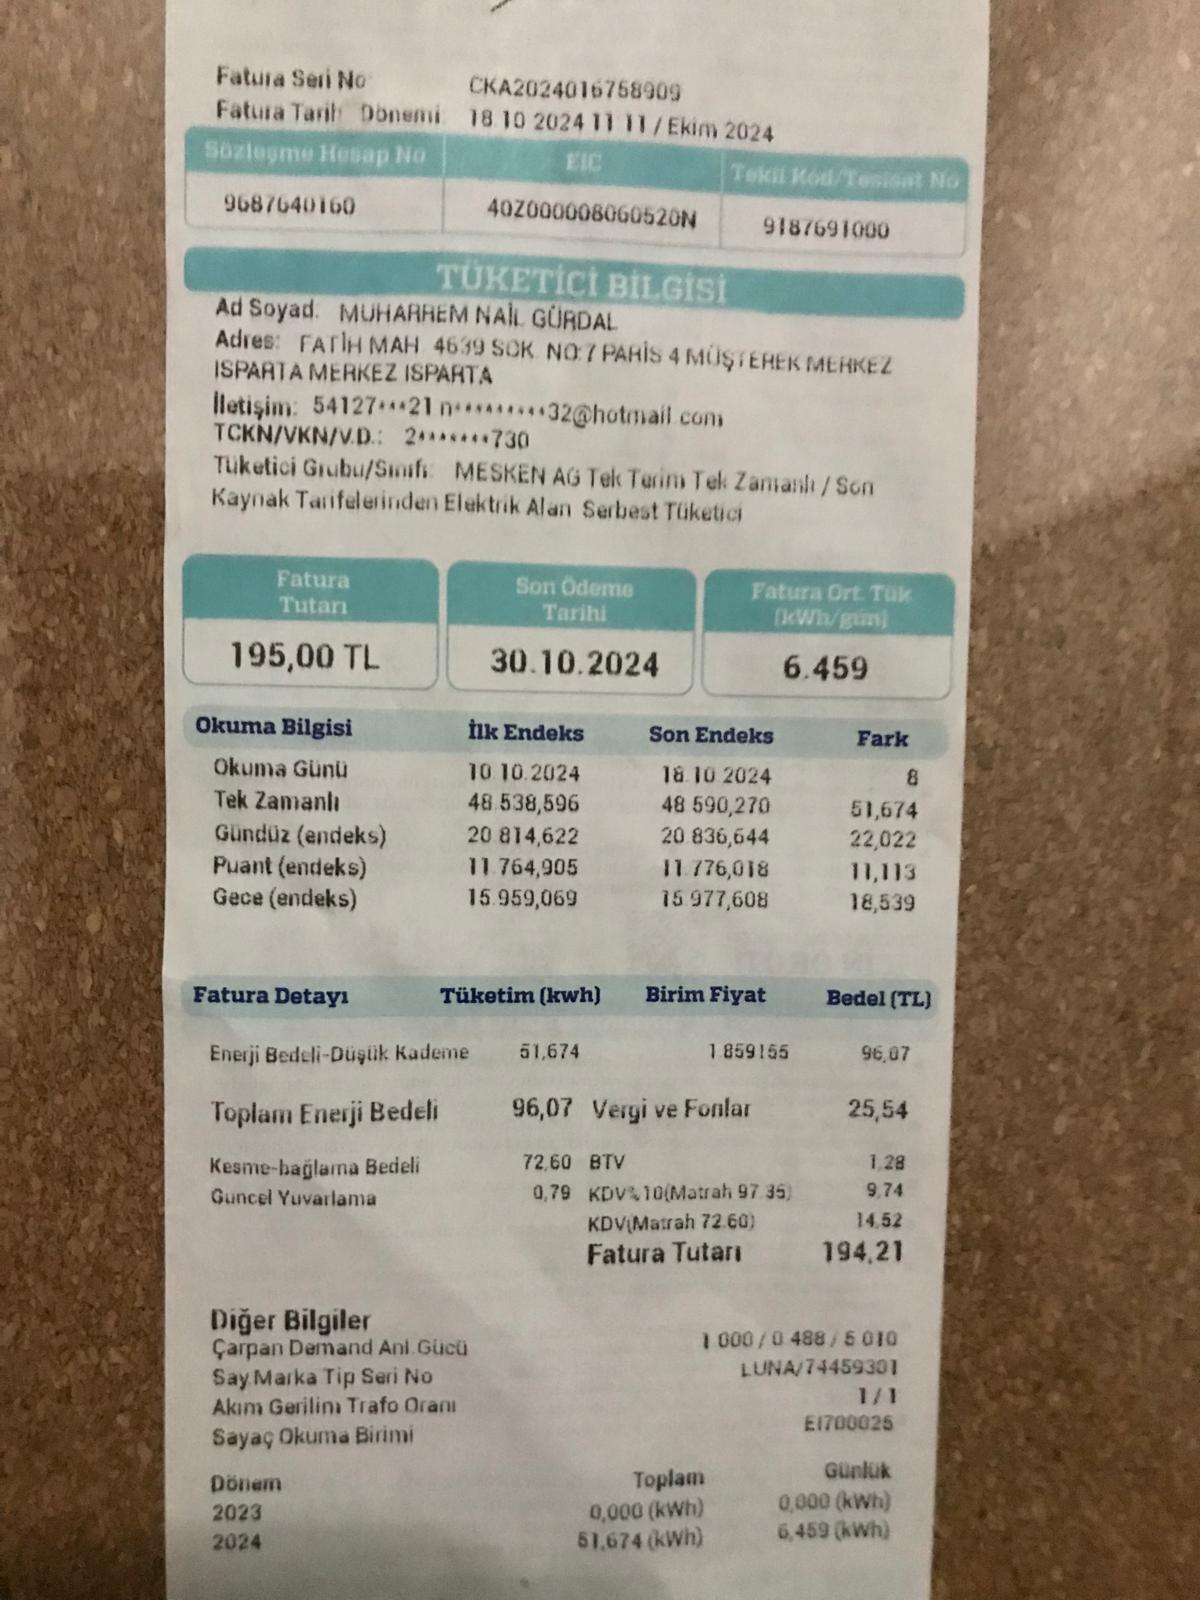 Fatura Seri No CKA2024016758909
Fatura Tarih Dönemi 18 10 2024 11 11 / Ekim 2024
Sözleşme Hesap No EIC Tekil Kod/Tesisat No
9687640160 40Z000008060520N 9187691000
TÜKETİCİ BİLGİSİ
Ad Soyad: MUHARREM NAİL GÜRDAL
Adres: FATİH MAH 4639 SOK NO:7 PARİS 4 MÜŞTEREK MERKEZ
ISPARTA MERKEZ ISPARTA
İletişim: 54127***21 n*********32@hotmail com
TCKN/VKN/V.D.: 2*******730
Tüketici Grubu/Sınıfı: MESKEN AG Tek Terim Tek Zamanlı / Son
Kaynak Tarifelerinden Elektrik Alan Serbest Tüketici
Fatura Tutarı Son Ödeme Tarihi Fatura Ort. Tük (kWh/gün)
195,00 TL 30.10.2024 6.459
Okuma Bilgisi İlk Endeks Son Endeks Fark
Okuma Günü 10.10.2024 18.10.2024 8
Tek Zamanlı 48.538,596 48 590,270 51,674
Gündüz (endeks) 20 814,622 20.836,644 22,022
Puant (endeks) 11.764,905 11.776,018 11,113
Gece (endeks) 15.959,069 15 977,608 18,539
Fatura Detayı Tüketim (kwh) Birim Fiyat Bedel (TL)
Enerji Bedeli-Düşük Kademe 51,674 1.859155 96,07
Toplam Enerji Bedeli 96,07 Vergi ve Fonlar 25,54
Kesme-bağlama Bedeli 72,60 BTV 1,28
Güncel Yuvarlama 0,79 KDV%10(Matrah 97.35) 9,74
KDV(Matrah 72.60) 14,52
Fatura Tutarı 194,21
Diğer Bilgiler
Çarpan Demand Anl.Gücü 1 000 / 0 488 / 5 010
Say.Marka Tip Seri No LUNA/74459301
Akım Gerilim Trafo Oranı 1 / 1
Sayaç Okuma Birimi EI700025
Dönem Toplam Günlük
2023 0,000 (kWh) 0,000 (kWh)
2024 51,674 (kWh) 6,459 (kWh)